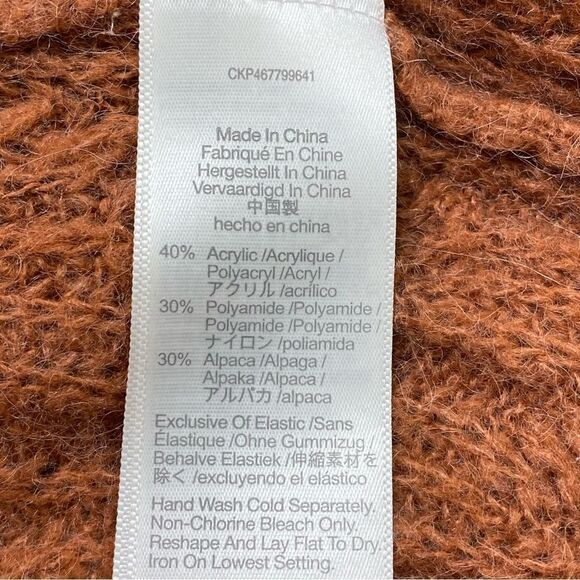 CKP467799641
Made In China
Fabriqué En Chine
Hergestellt In China
Vervaardigd In China
中国製
hecho en china
40% Acrylic /Acrylique /
Polyacryl /Acryl /
アクリル /acrílico
30% Polyamide /Polyamide /
Polyamide /Polyamide /
ナイロン /poliamida
30% Alpaca /Alpaga /
Alpaka /Alpaca /
アルパカ /alpaca
Exclusive Of Elastic /Sans
Élastique /Ohne Gummizug /
Behalve Elastiek /伸縮素材を
除く /excluyendo el elástico
Hand Wash Cold Separately.
Non-Chlorine Bleach Only.
Reshape And Lay Flat To Dry.
Iron On Lowest Setting.